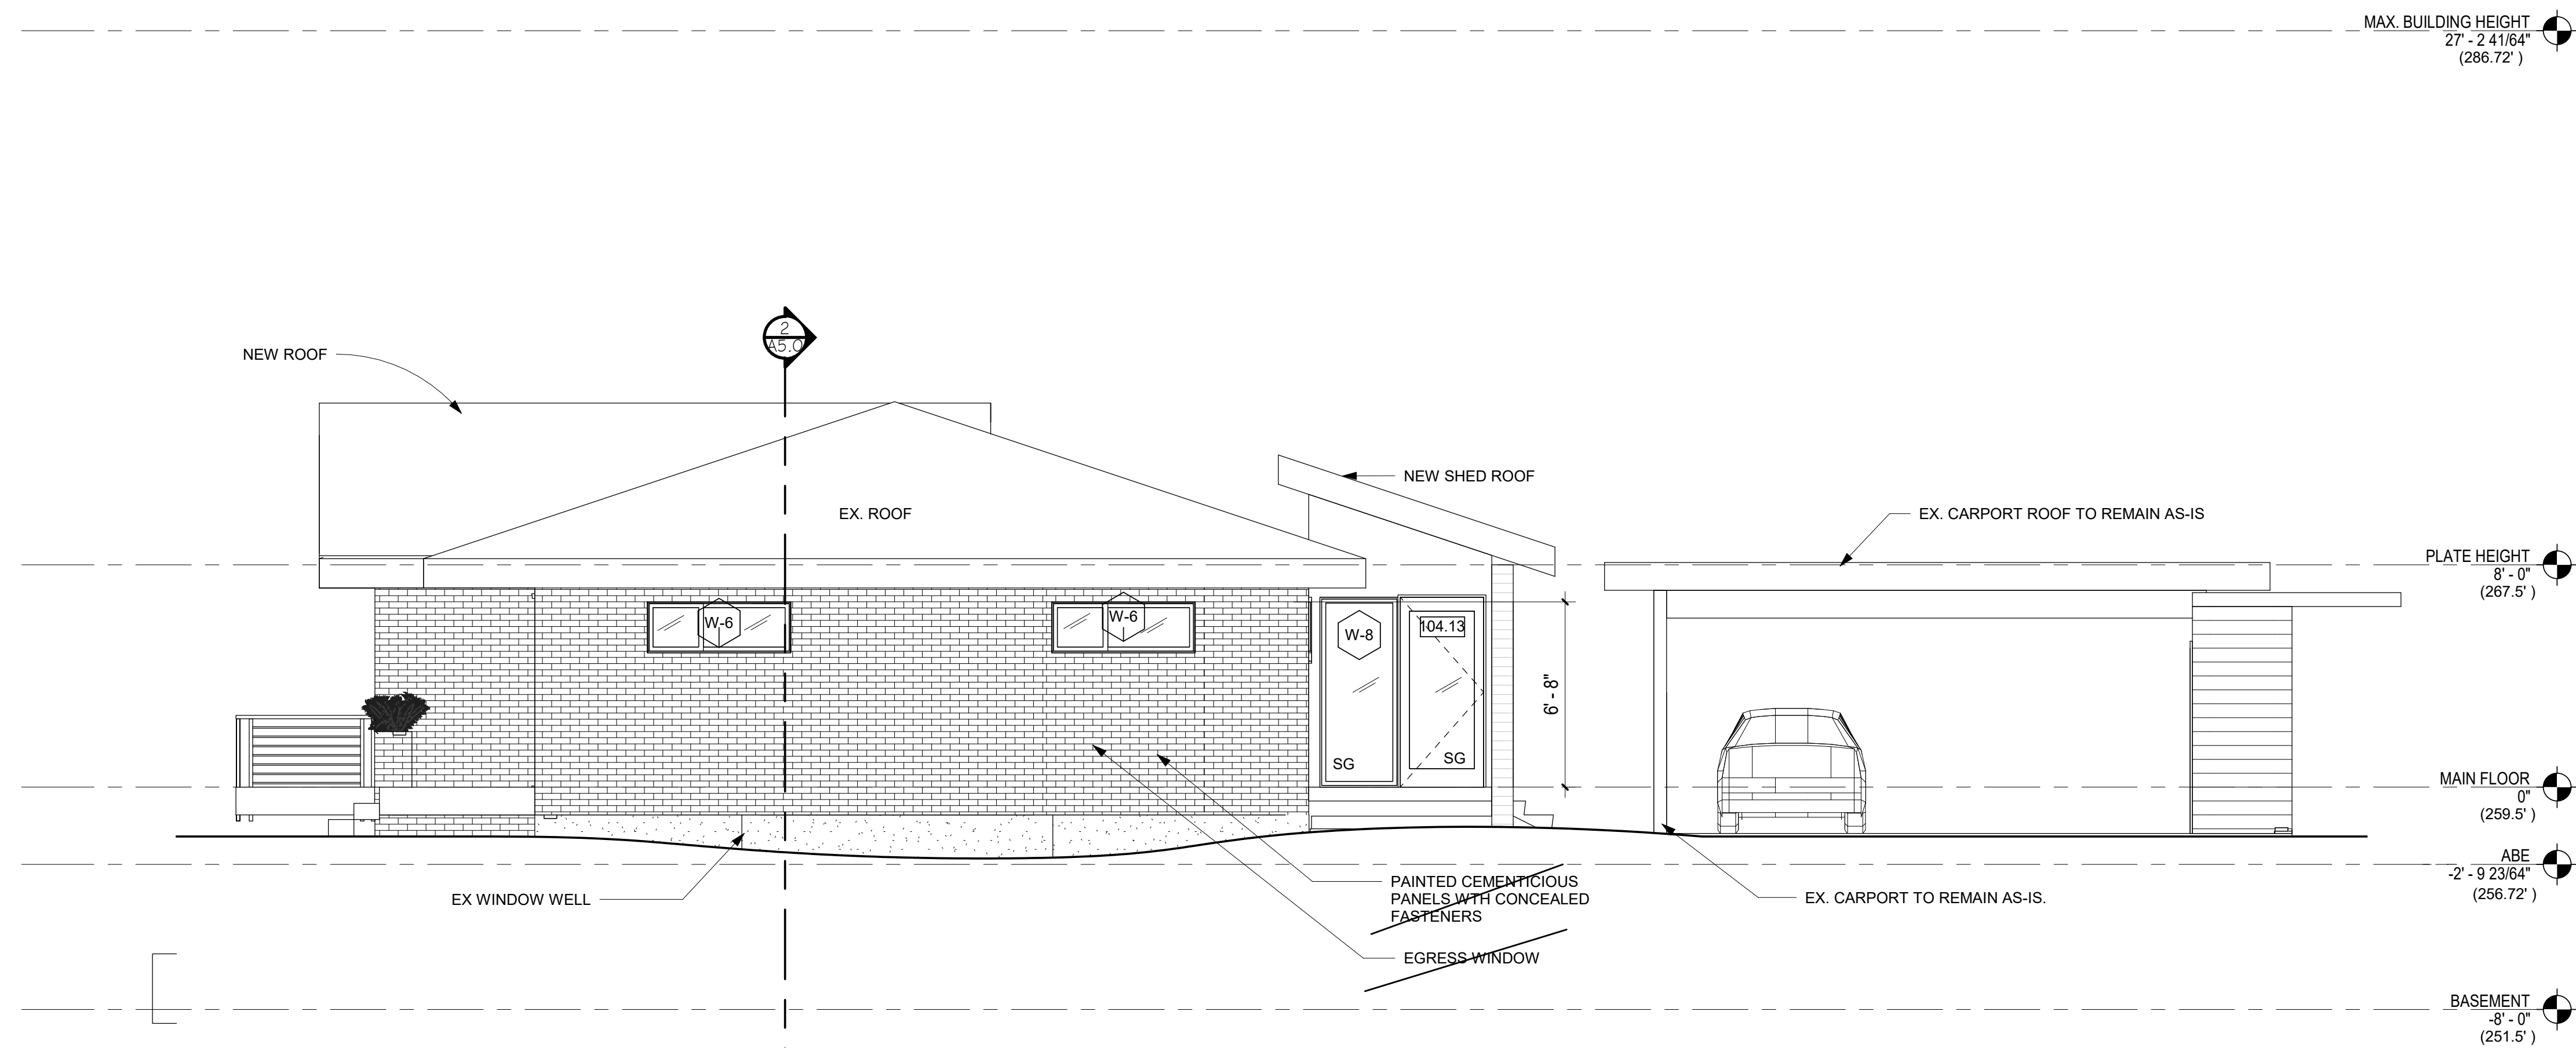 MAX. BUILDING HEIGHT
27' - 2 41/64"
(286.72' )
2
A5.0
NEW ROOF
NEW SHED ROOF
EX. ROOF
EX. CARPORT ROOF TO REMAIN AS-IS
PLATE HEIGHT
8' - 0"
(267.5' )
W-6
W-6
W-8
104.13
6' - 8"
SG
SG
MAIN FLOOR
0"
(259.5' )
ABE
-2' - 9 23/64"
(256.72' )
EX WINDOW WELL
PAINTED CEMENTICIOUS
PANELS WTH CONCEALED
FASTENERS
EX. CARPORT TO REMAIN AS-IS.
EGRESS WINDOW
BASEMENT
-8' - 0"
(251.5' )